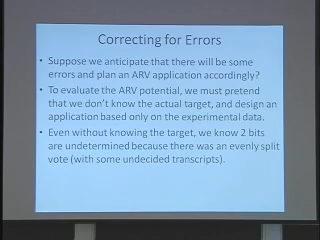 Correcting for Errors
• Suppose we anticipate that there will be some
errors and plan an ARV application accordingly?
• To evaluate the ARV potential, we must pretend
that we don't know the actual target, and design an
application based only on the experimental data.
• Even without knowing the target, we know 2 bits
are undetermined because there was an evenly split
vote (with some undecided transcripts).